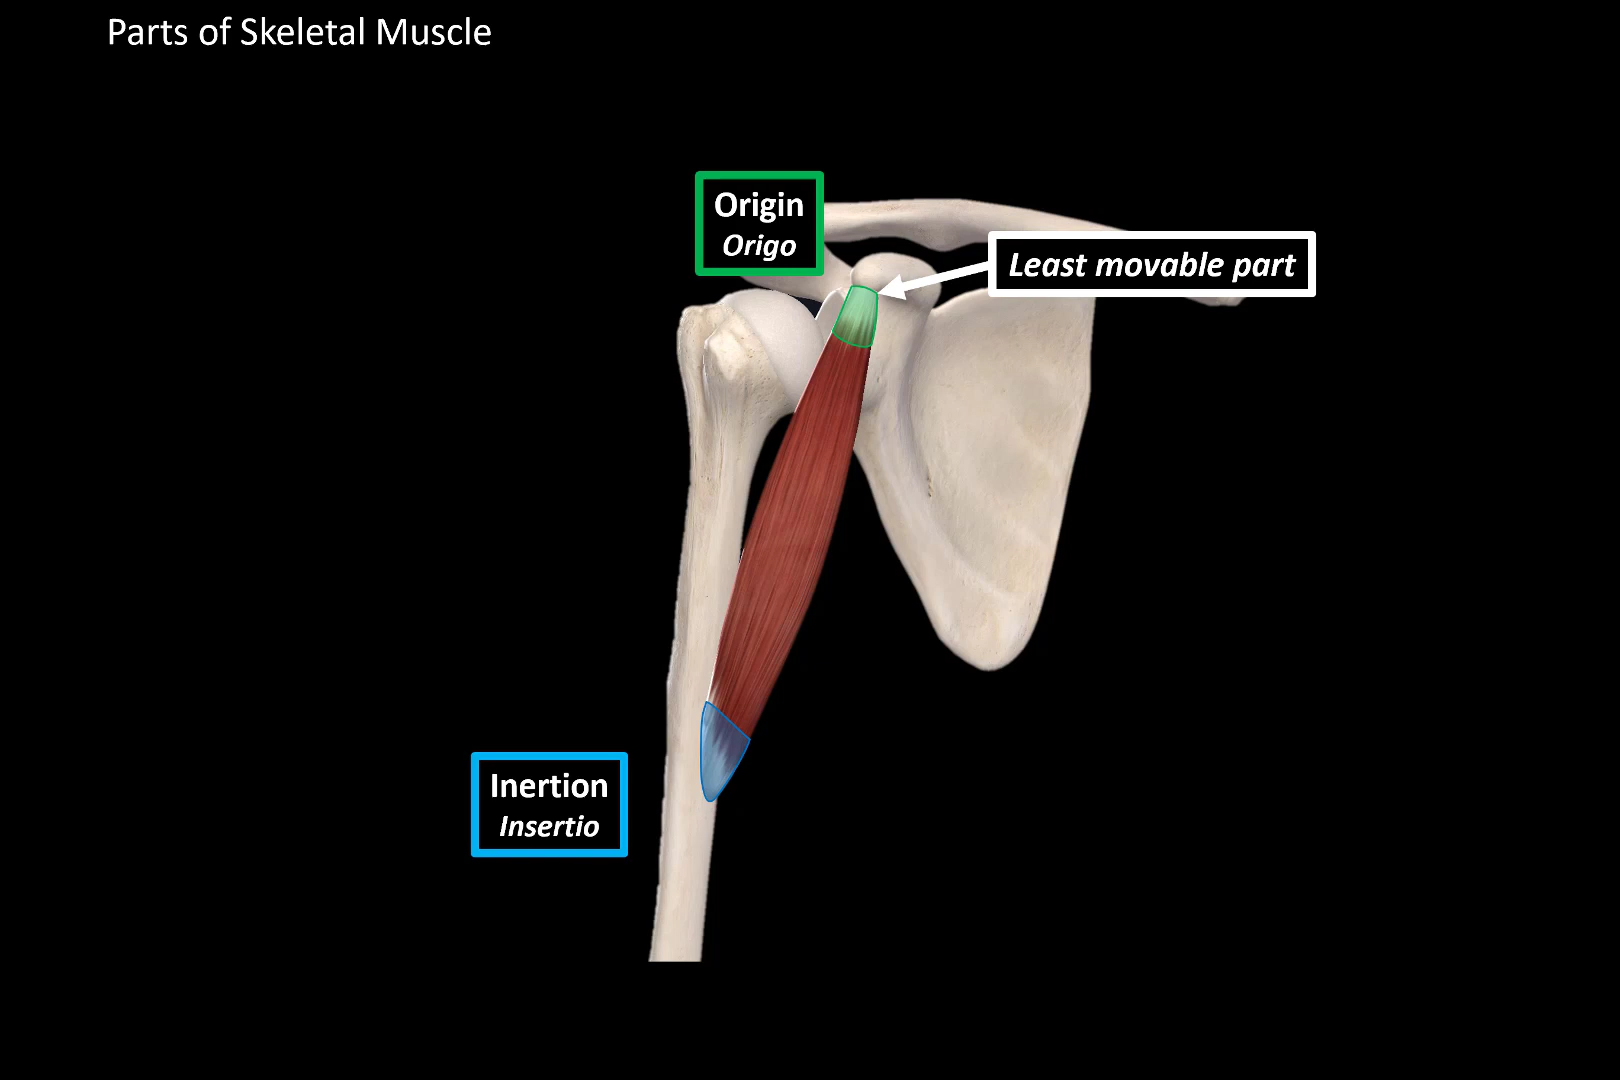 Parts of Skeletal Muscle
Origin
Origo
Least movable part
Inertion
Insertio